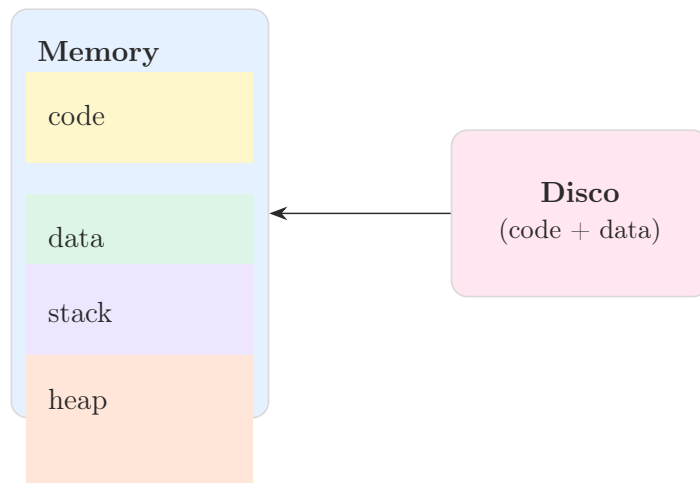 Memory
code
data
stack
heap
Disco
(code + data)